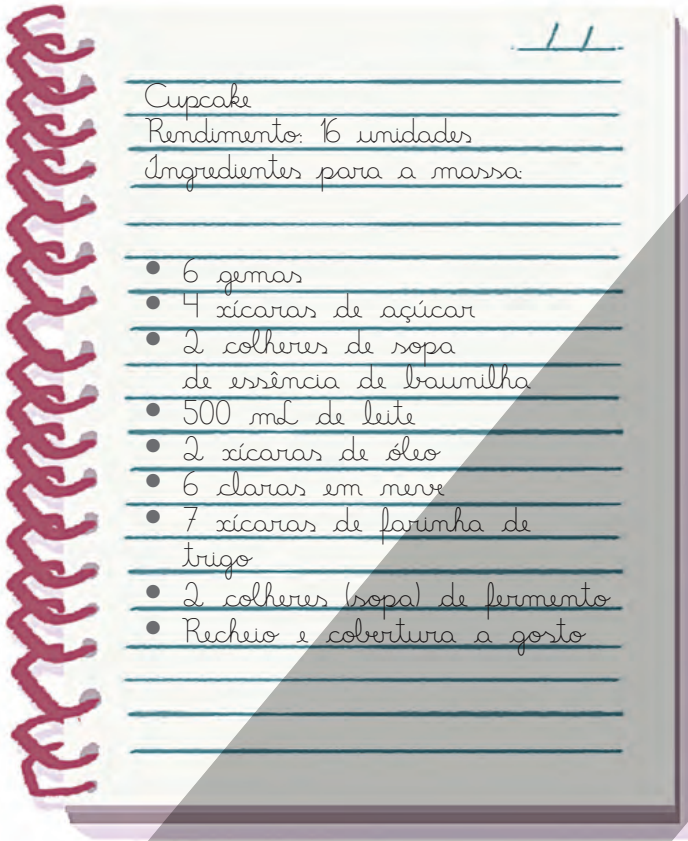 Cupcake
Rendimento: 16 unidades
Ingredientes para a massa:
• 6 gemas
• 4 xícaras de açúcar
• 2 colheres de sopa
de essência de baunilha
• 500 mL de leite
• 2 xícaras de óleo
• 6 claras em neve
• 7 xícaras de farinha de
trigo
• 2 colheres (sopa) de fermento
• Recheio e cobertura a gosto